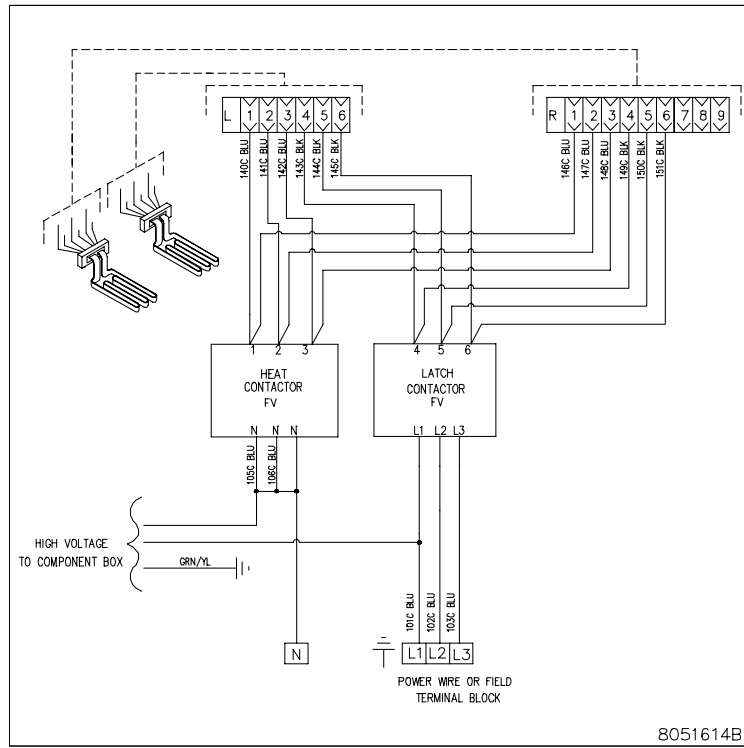 L 1 2 3 4 5 6
R 1 2 3 4 5 6 7 8 9
140C BLU
141C BLU
142C BLU
143C BLK
144C BLK
145C BLK
146C BLU
147C BLU
148C BLU
149C BLK
150C BLK
151C BLK
1 2 3
HEAT
CONTACTOR
FV
N N N
4 5 6
LATCH
CONTACTOR
FV
L1 L2 L3
105C BLU
106C BLU
HIGH VOLTAGE
TO COMPONENT BOX
GRN/YL
101C BLU
102C BLU
103C BLU
N
L1 L2 L3
POWER WIRE OR FIELD
TERMINAL BLOCK
8051614B